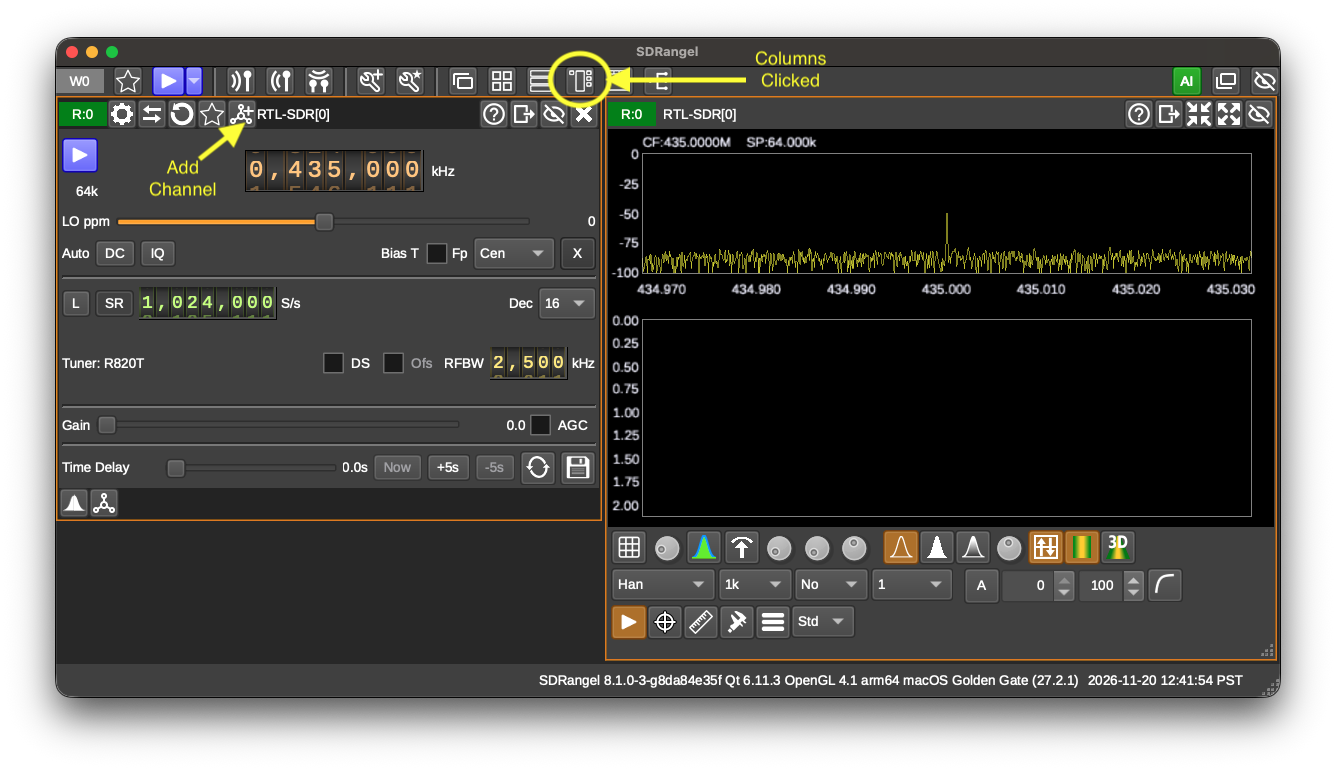 SDRangel
Columns
Clicked
W0
AI
R:0
RTL-SDR[0]
Add
Channel
0,435,000 kHz
64k
LO ppm
0
Auto
DC
IQ
Bias T
Fp
Cen
X
L
SR
1,024,000 S/s
Dec
16
Tuner: R820T
DS
Ofs
RFBW
2,500 kHz
Gain
0.0
AGC
Time Delay
0.0s
Now
+5s
-5s
R:0
RTL-SDR[0]
CF:435.0000M SP:64.000k
0
-25
-50
-75
-100
434.970 434.980 434.990 435.000 435.010 435.020 435.030
0.00
0.25
0.50
0.75
1.00
1.25
1.50
1.75
2.00
3D
Han
1k
No
1
A
0
100
Std
SDRangel 8.1.0-3-g8da84e35f Qt 6.11.3 OpenGL 4.1 arm64 macOS Golden Gate (27.2.1) 2026-11-20 12:41:54 PST